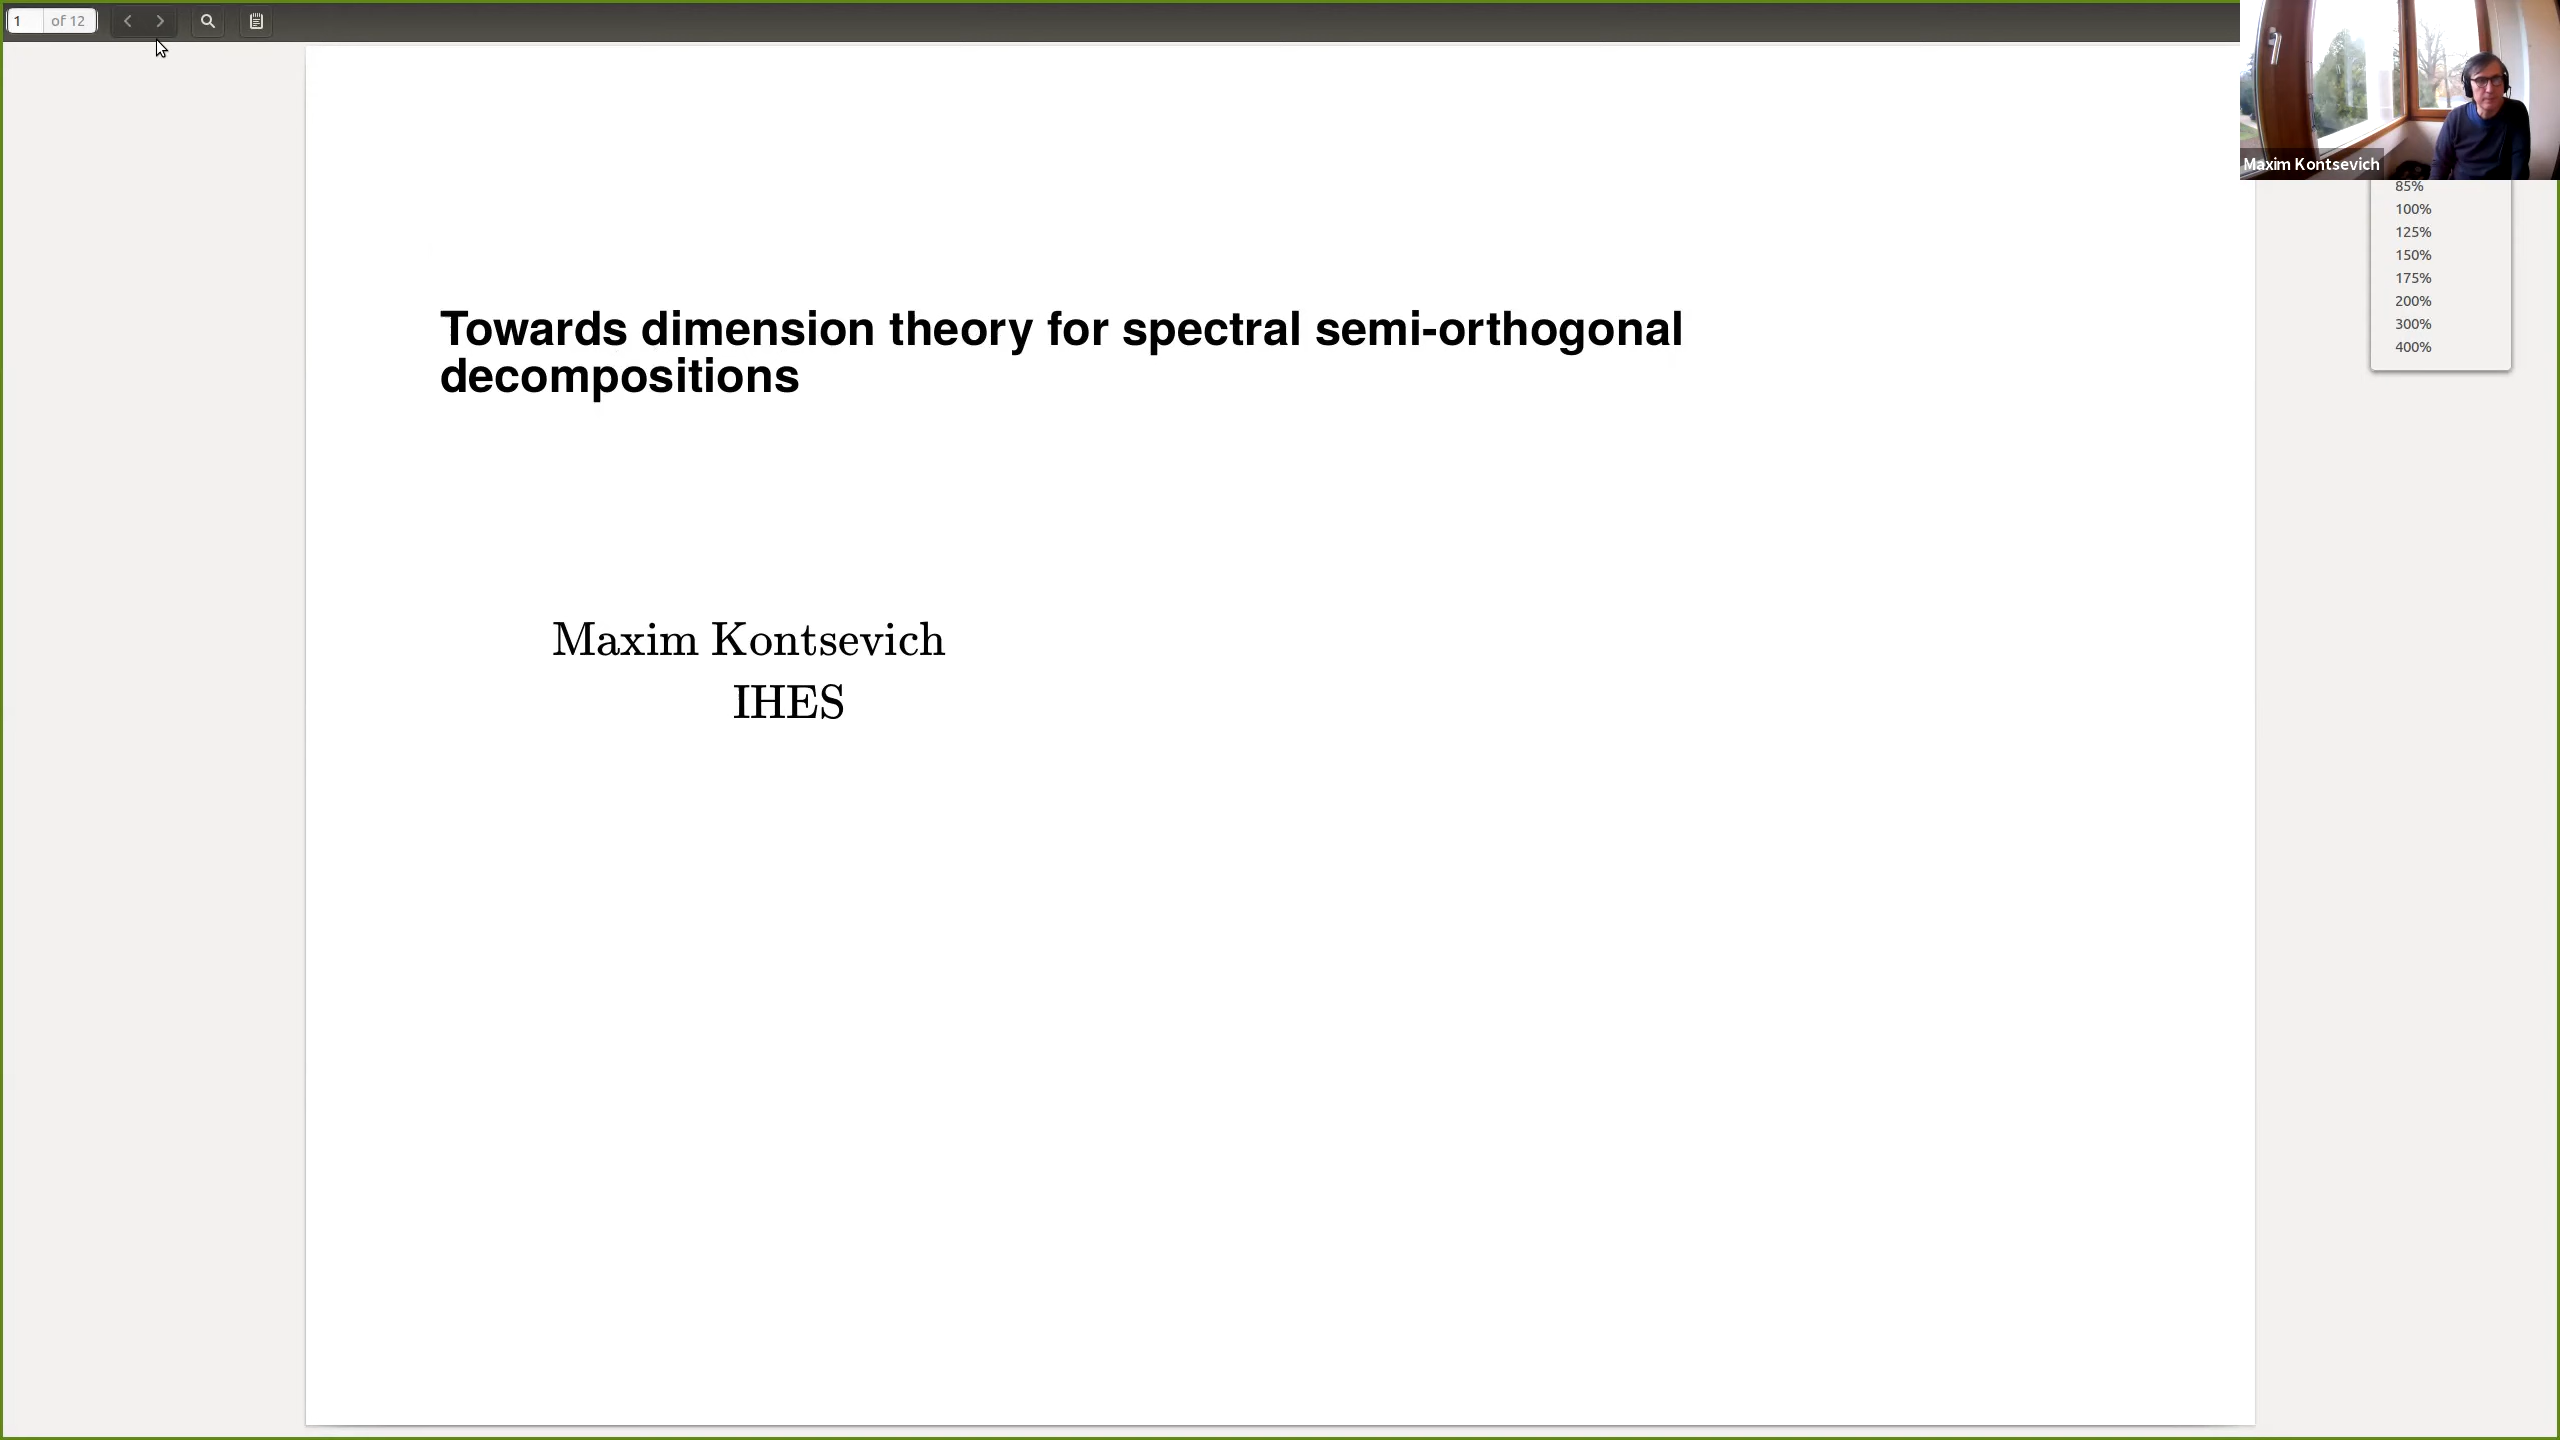 1 of 12
Towards dimension theory for spectral semi-orthogonal
decompositions
Maxim Kontsevich
IHES
Maxim Kontsevich
85%
100%
125%
150%
175%
200%
300%
400%